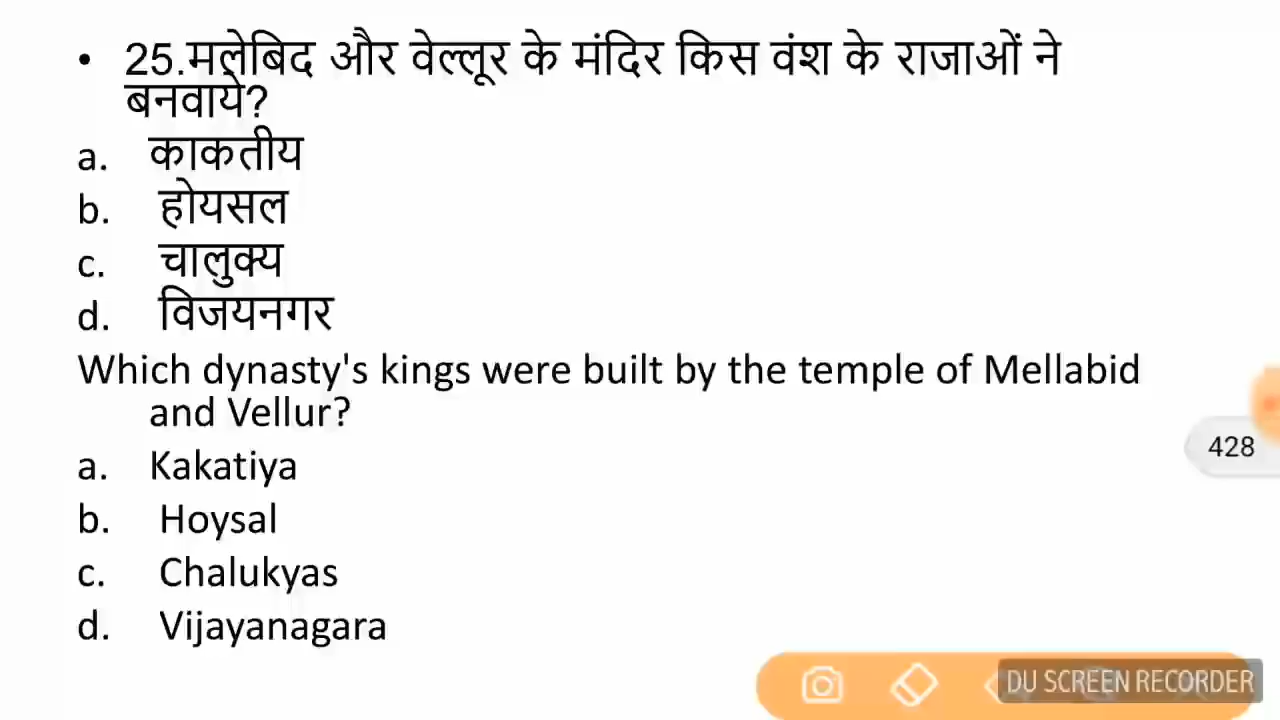 • 25.मलेबिद और वेल्लूर के मंदिर किस वंश के राजाओं ने
बनवाये?
a. काकतीय
b. होयसल
c. चालुक्य
d. विजयनगर
Which dynasty's kings were built by the temple of Mellabid
and Vellur?
a. Kakatiya
b. Hoysal
c. Chalukyas
d. Vijayanagara
428
DU SCREEN RECORDER